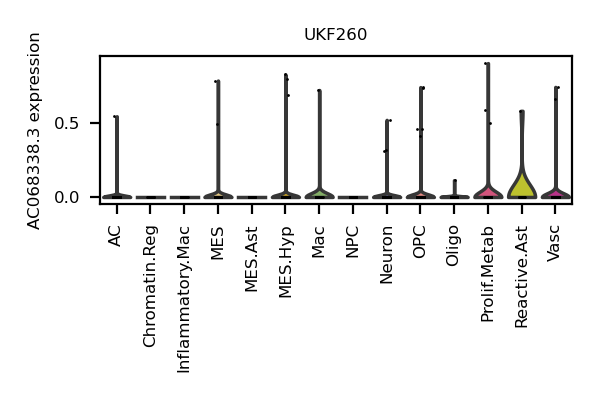 UKF260
AC068338.3 expression
0.5
0.0
AC
Chromatin.Reg
Inflammatory.Mac
MES
MES.Ast
MES.Hyp
Mac
NPC
Neuron
OPC
Oligo
Prolif.Metab
Reactive.Ast
Vasc